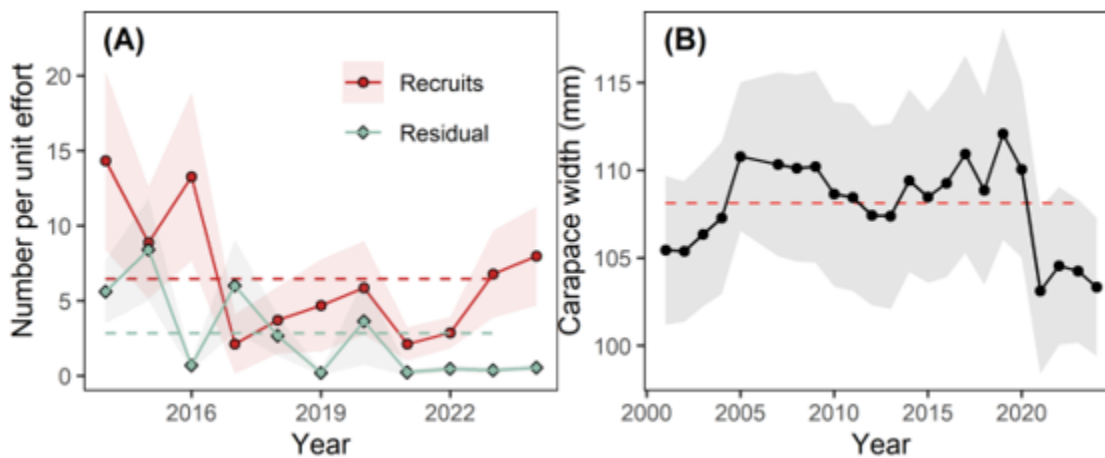 (A)
Recruits
Residual
Number per unit effort
20
15
10
5
0
2016
2019
2022
Year
(B)
Carapace width (mm)
115
110
105
100
2000
2005
2010
2015
2020
Year